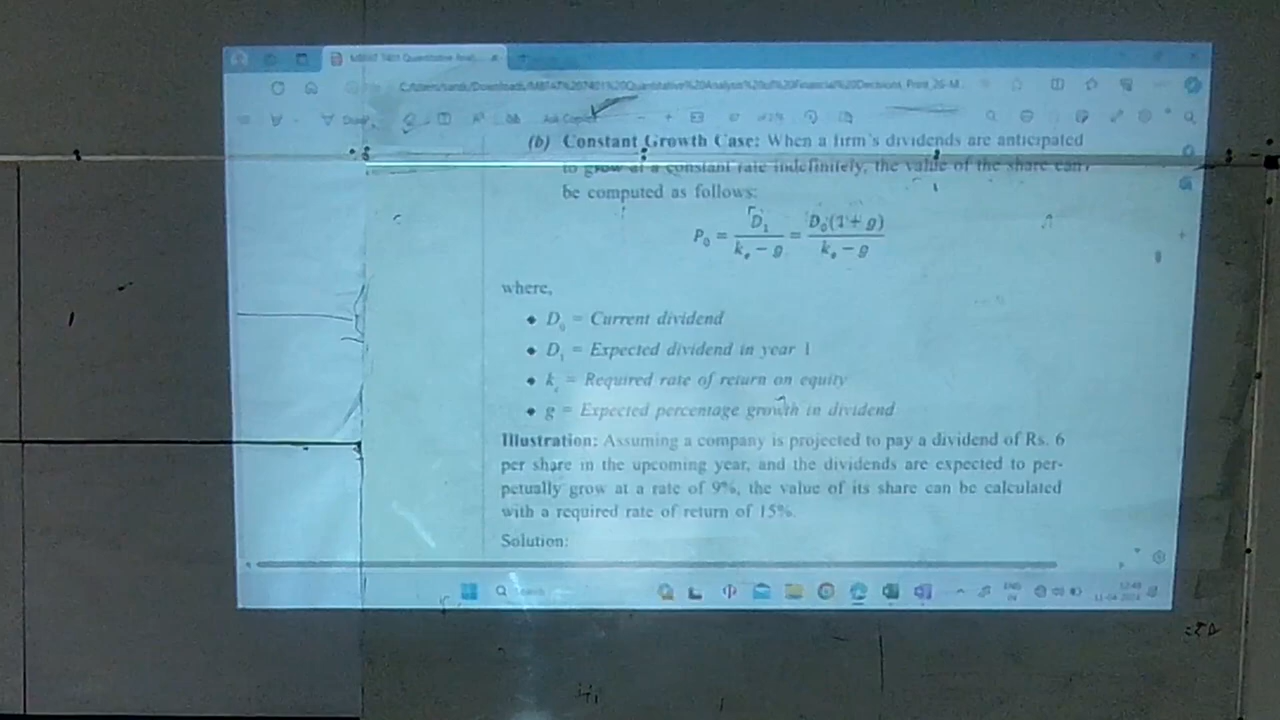 (b) Constant Growth Case: When a firm's dividends are anticipated
to grow at a constant rate indefinitely, the value of the share can
be computed as follows:
P₀ = D₁ / (kₑ − g) = D₀(1 + g) / (kₑ − g)
where,
◆ D₀ = Current dividend
◆ D₁ = Expected dividend in year 1
◆ kₑ = Required rate of return on equity
◆ g = Expected percentage growth in dividend
Illustration: Assuming a company is projected to pay a dividend of Rs. 6
per share in the upcoming year, and the dividends are expected to per-
petually grow at a rate of 9%, the value of its share can be calculated
with a required rate of return of 15%.
Solution:
ENG
IN